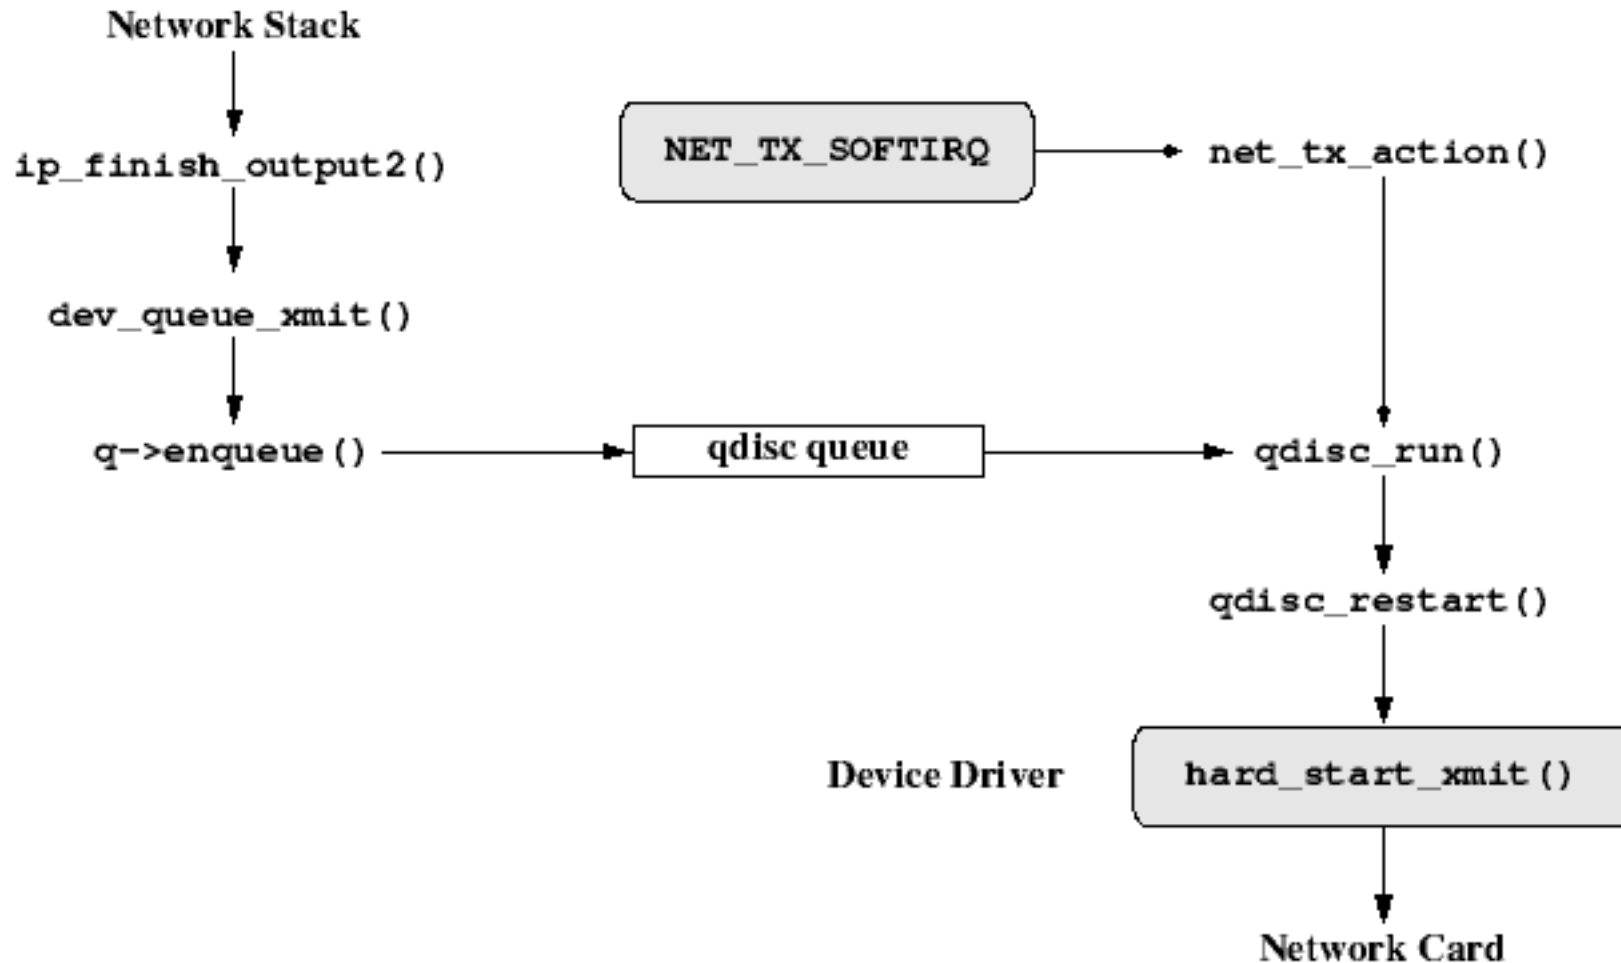 Network Stack
ip_finish_output2()
dev_queue_xmit()
q->enqueue()
NET_TX_SOFTIRQ
net_tx_action()
qdisc queue
qdisc_run()
qdisc_restart()
Device Driver
hard_start_xmit()
Network Card